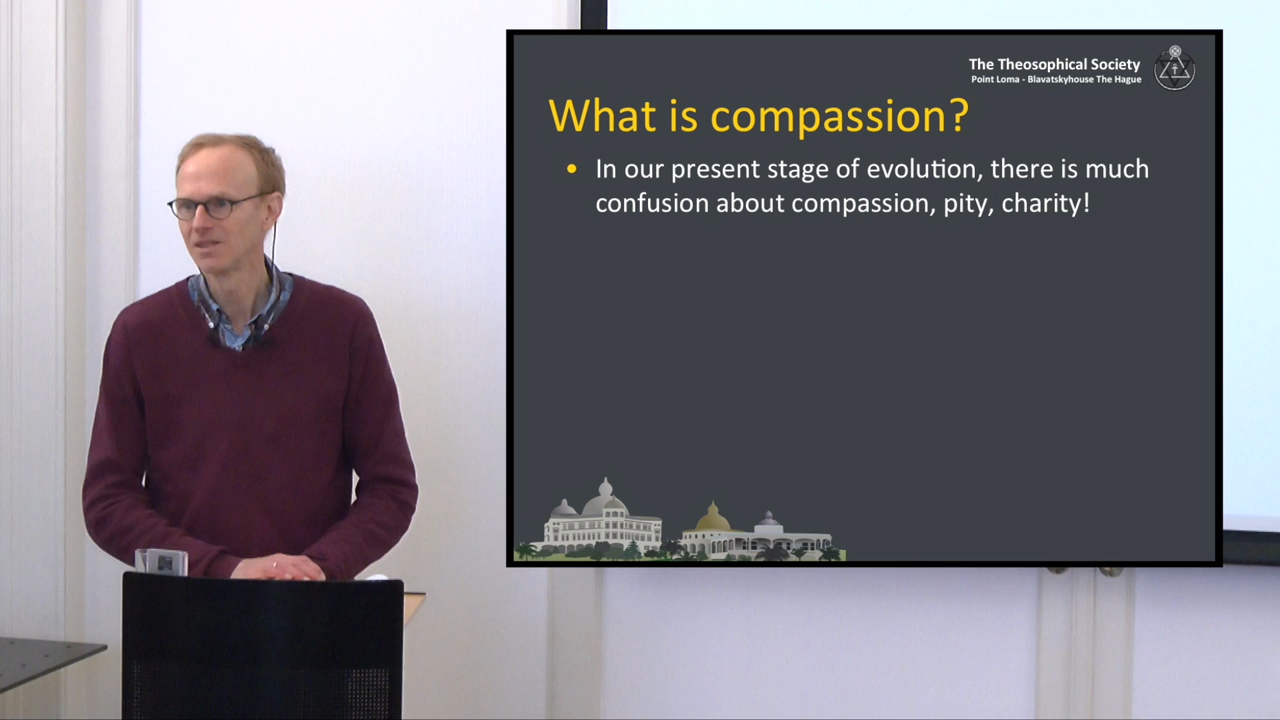 The Theosophical Society
Point Loma - Blavatskyhouse The Hague
What is compassion?
• In our present stage of evolution, there is much
confusion about compassion, pity, charity!